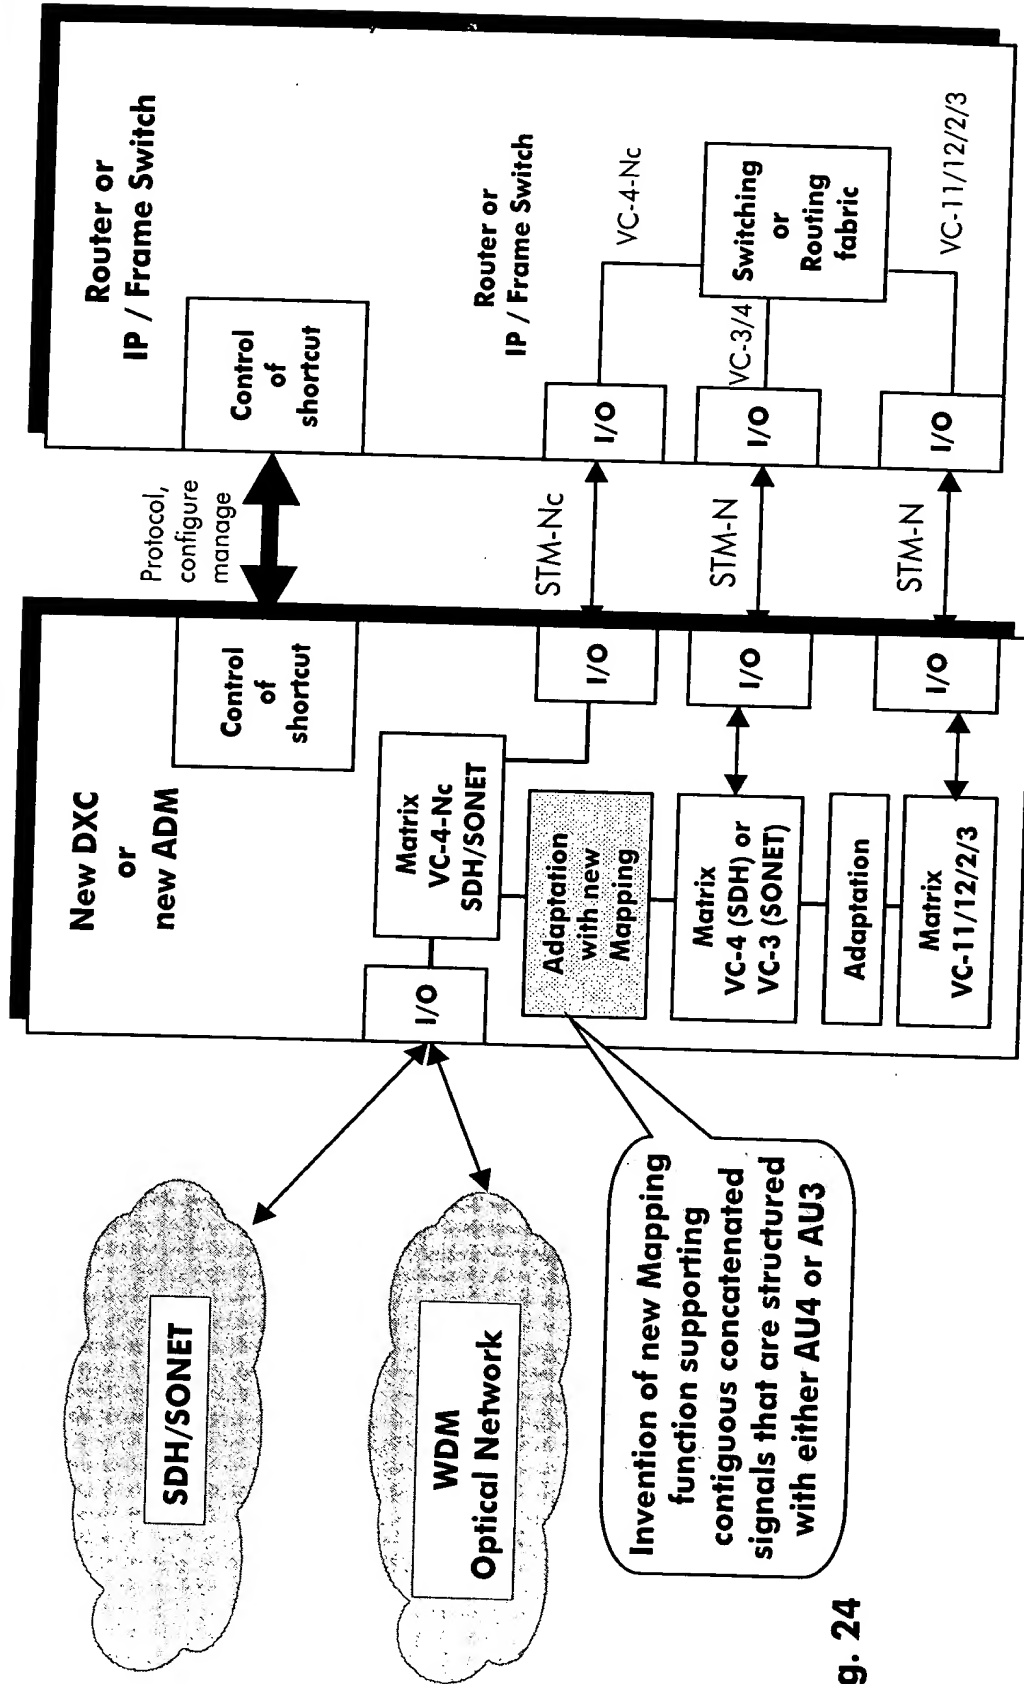 SDH/SONET
WDM
Optical Network
Invention of new Mapping
function supporting
contiguous concatenated
signals that are structured
with either AU4 or AU3
g. 24
New DXC
or
new ADM
Control
of
shortcut
I/O
Matrix
VC-4-Nc
SDH/SONET
Adaptation
with new
Mapping
Matrix
VC-4 (SDH) or
VC-3 (SONET)
Adaptation
Matrix
VC-11/12/2/3
I/O
I/O
I/O
Protocol,
configure
manage
STM-Nc
STM-N
STM-N
Router or
IP / Frame Switch
Control
of
shortcut
Router or
IP / Frame Switch
I/O
I/O
I/O
VC-4-Nc
VC-3/4
VC-11/12/2/3
Switching
or
Routing
fabric